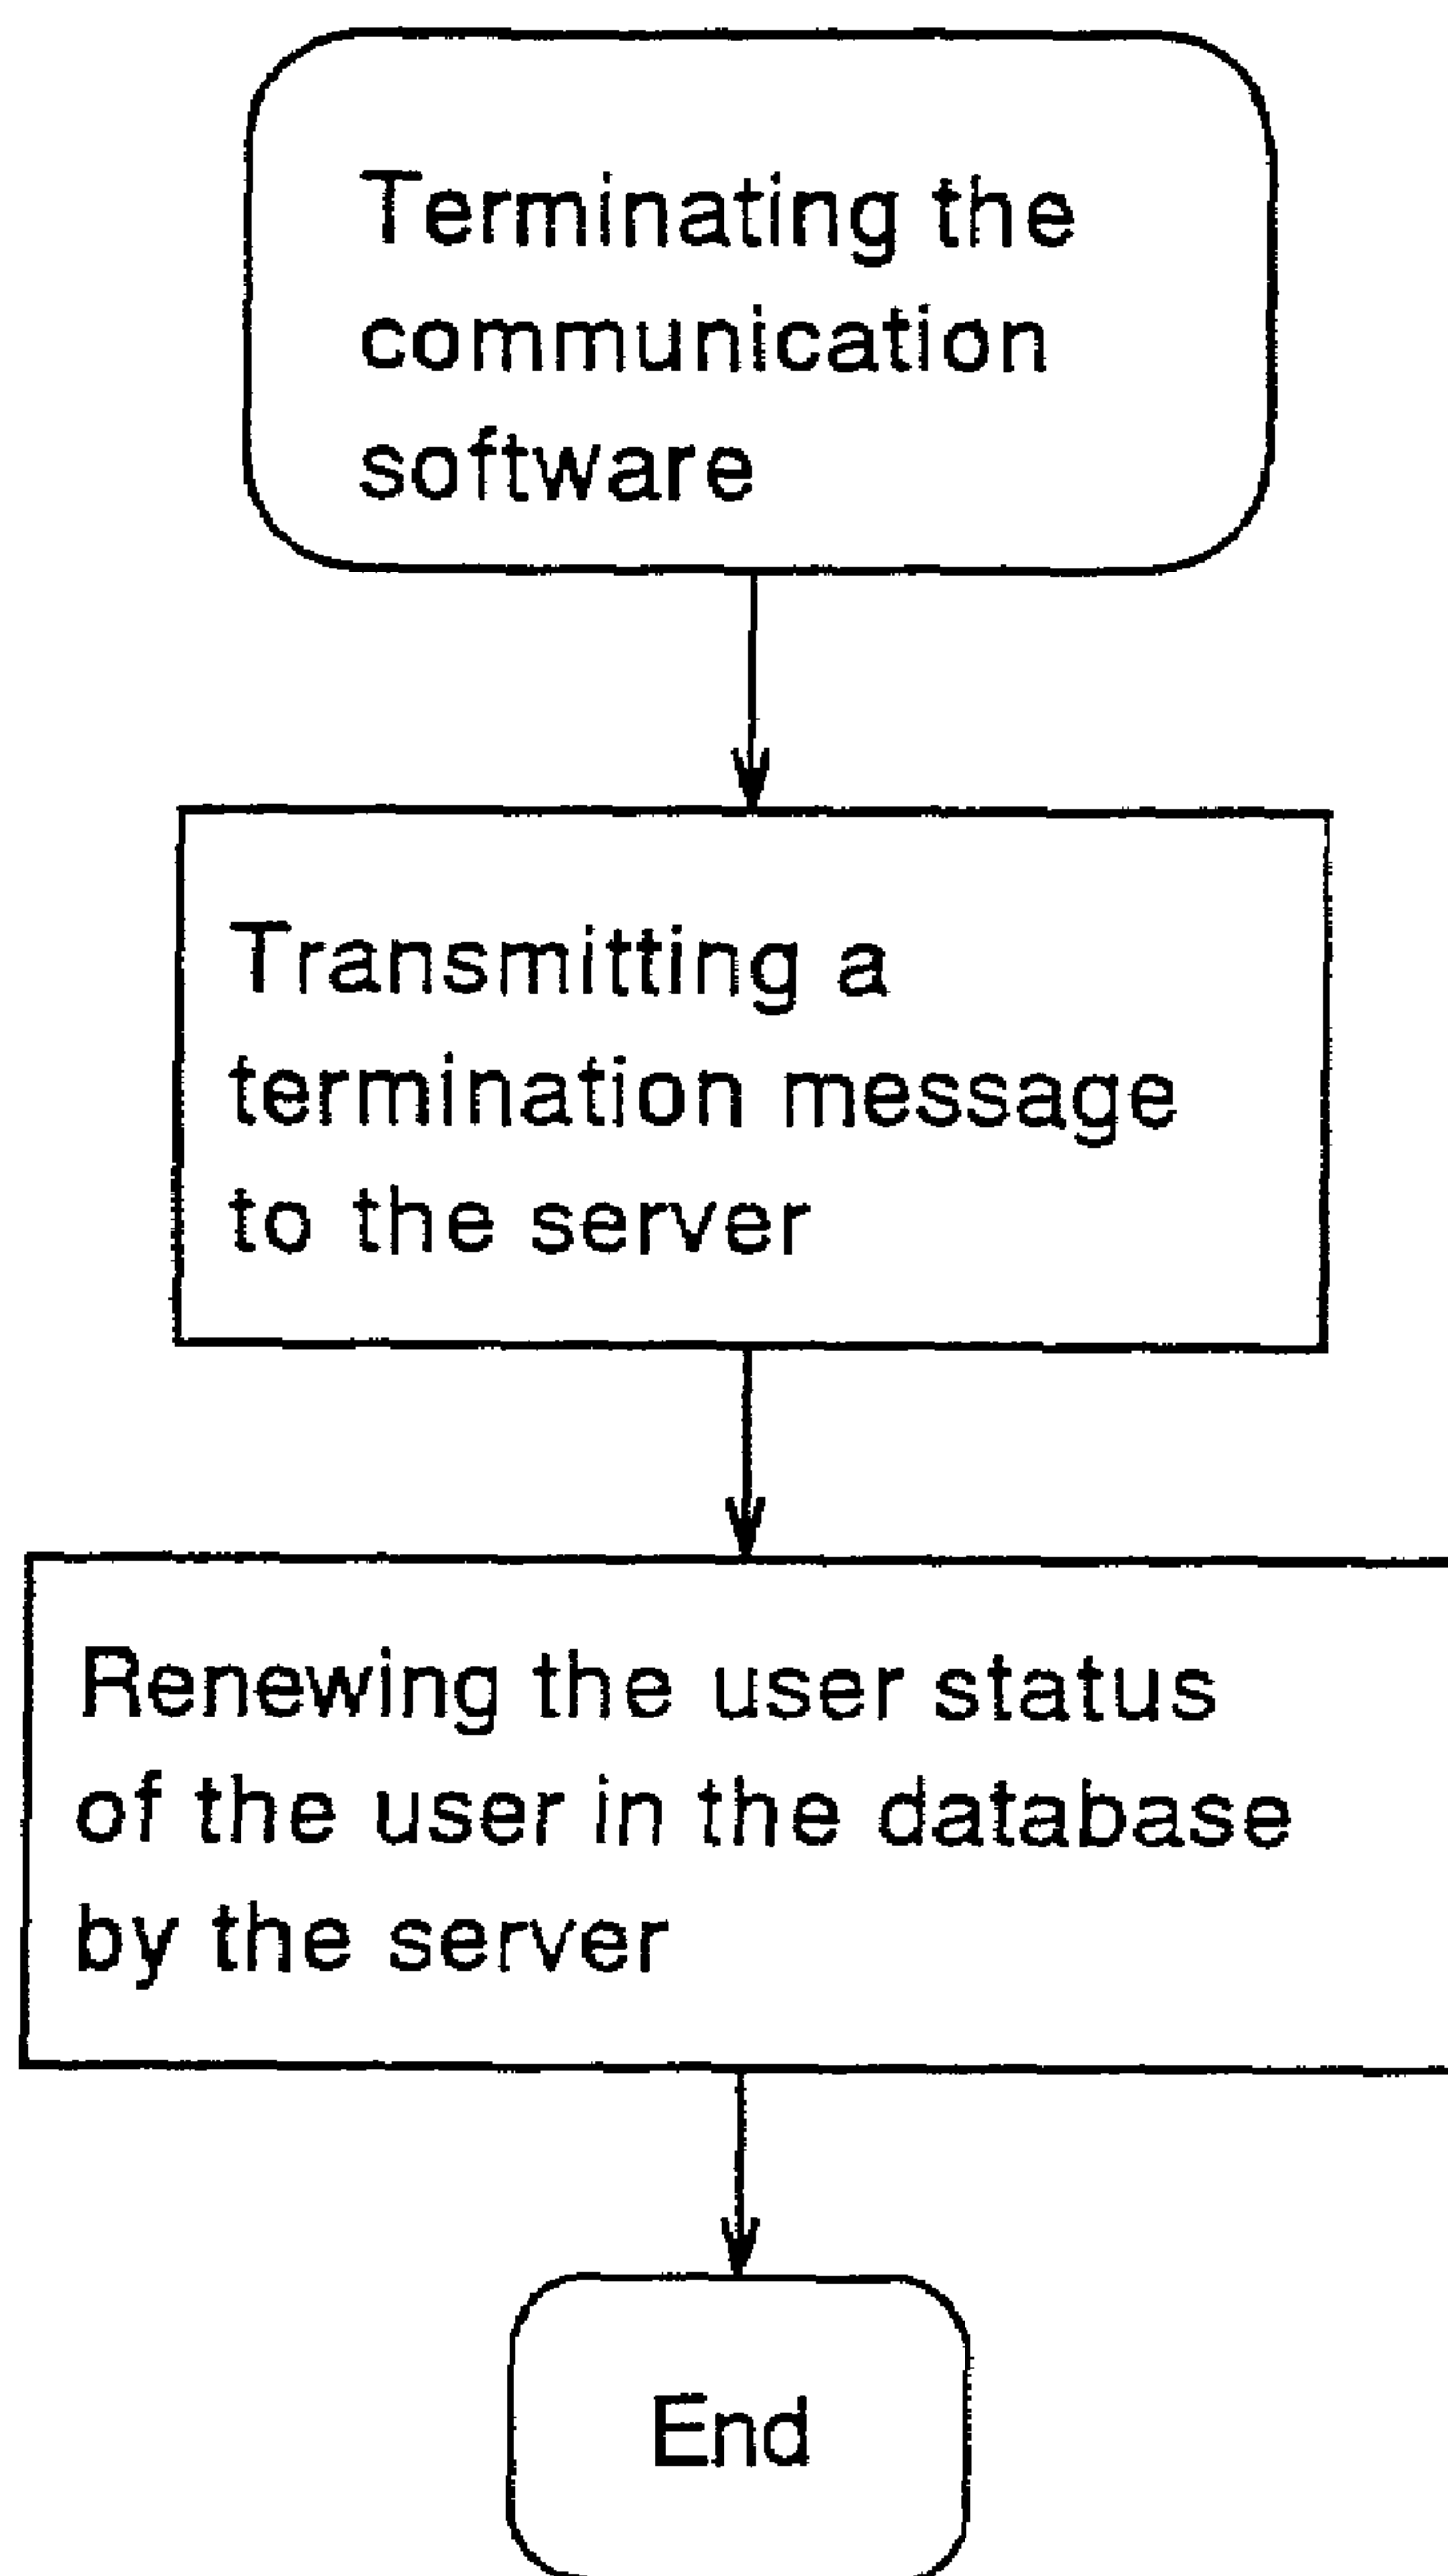 Terminating the
communication
software
Transmitting a
termination message
to the server
Renewing the user status
of the user in the database
by the server
End